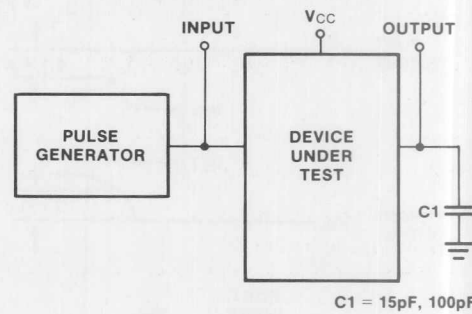 INPUT
VCC
OUTPUT
PULSE
GENERATOR
DEVICE
UNDER
TEST
C1
C1 = 15pF, 100pF